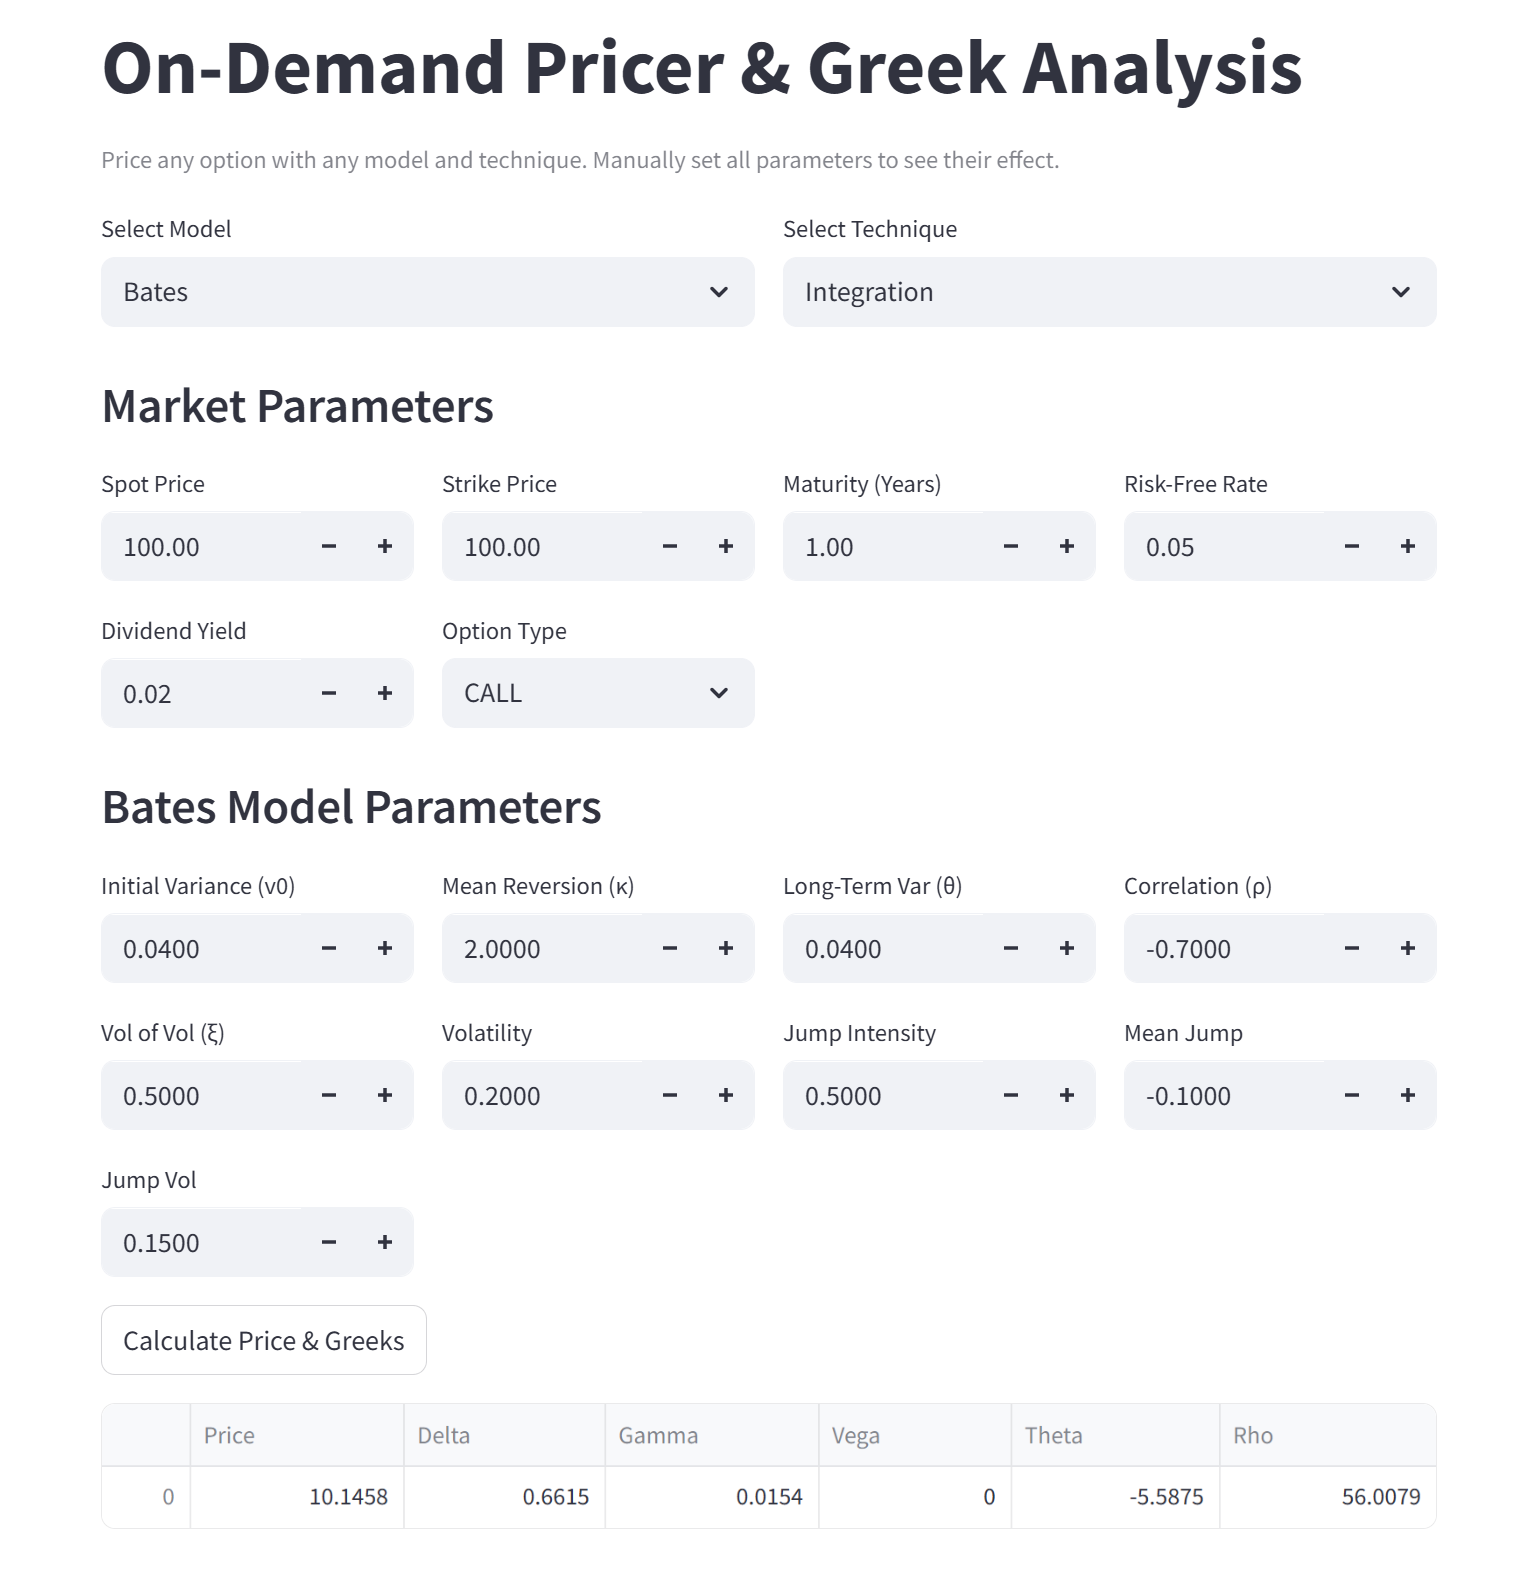 On-Demand Pricer & Greek Analysis
Price any option with any model and technique. Manually set all parameters to see their effect.
Select Model Select Technique
Bates Integration
Market Parameters
Spot Price Strike Price Maturity (Years) Risk-Free Rate
100.00 − + 100.00 − + 1.00 − + 0.05 − +
Dividend Yield Option Type
0.02 − + CALL
Bates Model Parameters
Initial Variance (v0) Mean Reversion (κ) Long-Term Var (θ) Correlation (ρ)
0.0400 − + 2.0000 − + 0.0400 − + -0.7000 − +
Vol of Vol (ξ) Volatility Jump Intensity Mean Jump
0.5000 − + 0.2000 − + 0.5000 − + -0.1000 − +
Jump Vol
0.1500 − +
Calculate Price & Greeks
Price Delta Gamma Vega Theta Rho
0 10.1458 0.6615 0.0154 0 -5.5875 56.0079